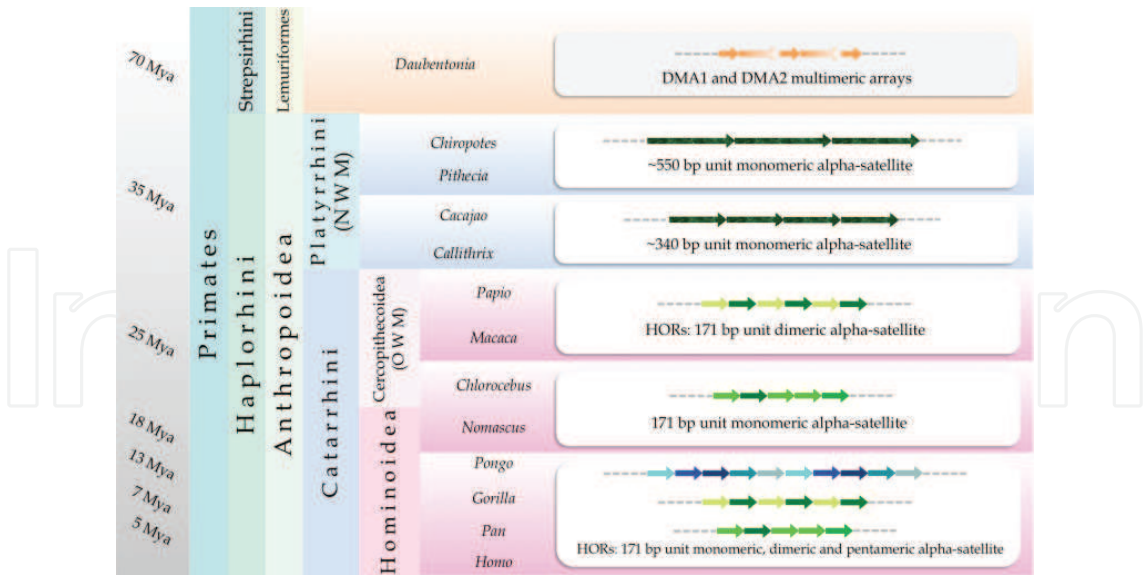 70 Mya
35 Mya
25 Mya
18 Mya
13 Mya
7 Mya
5 Mya
Primates
Strepsirhini
Haplorhini
Lemuriformes
Anthropoidea
Platyrrhini
(NWM)
Catarrhini
Cercopithecoidea
(OWM)
Hominoidea
Daubentonia
DMA1 and DMA2 multimeric arrays
Chiropotes
Pithecia
~550 bp unit monomeric alpha-satellite
Cacajao
Callithrix
~340 bp unit monomeric alpha-satellite
Papio
Macaca
HORs: 171 bp unit dimeric alpha-satellite
Chlorocebus
Nomascus
171 bp unit monomeric alpha-satellite
Pongo
Gorilla
Pan
Homo
HORs: 171 bp unit monomeric, dimeric and pentameric alpha-satellite